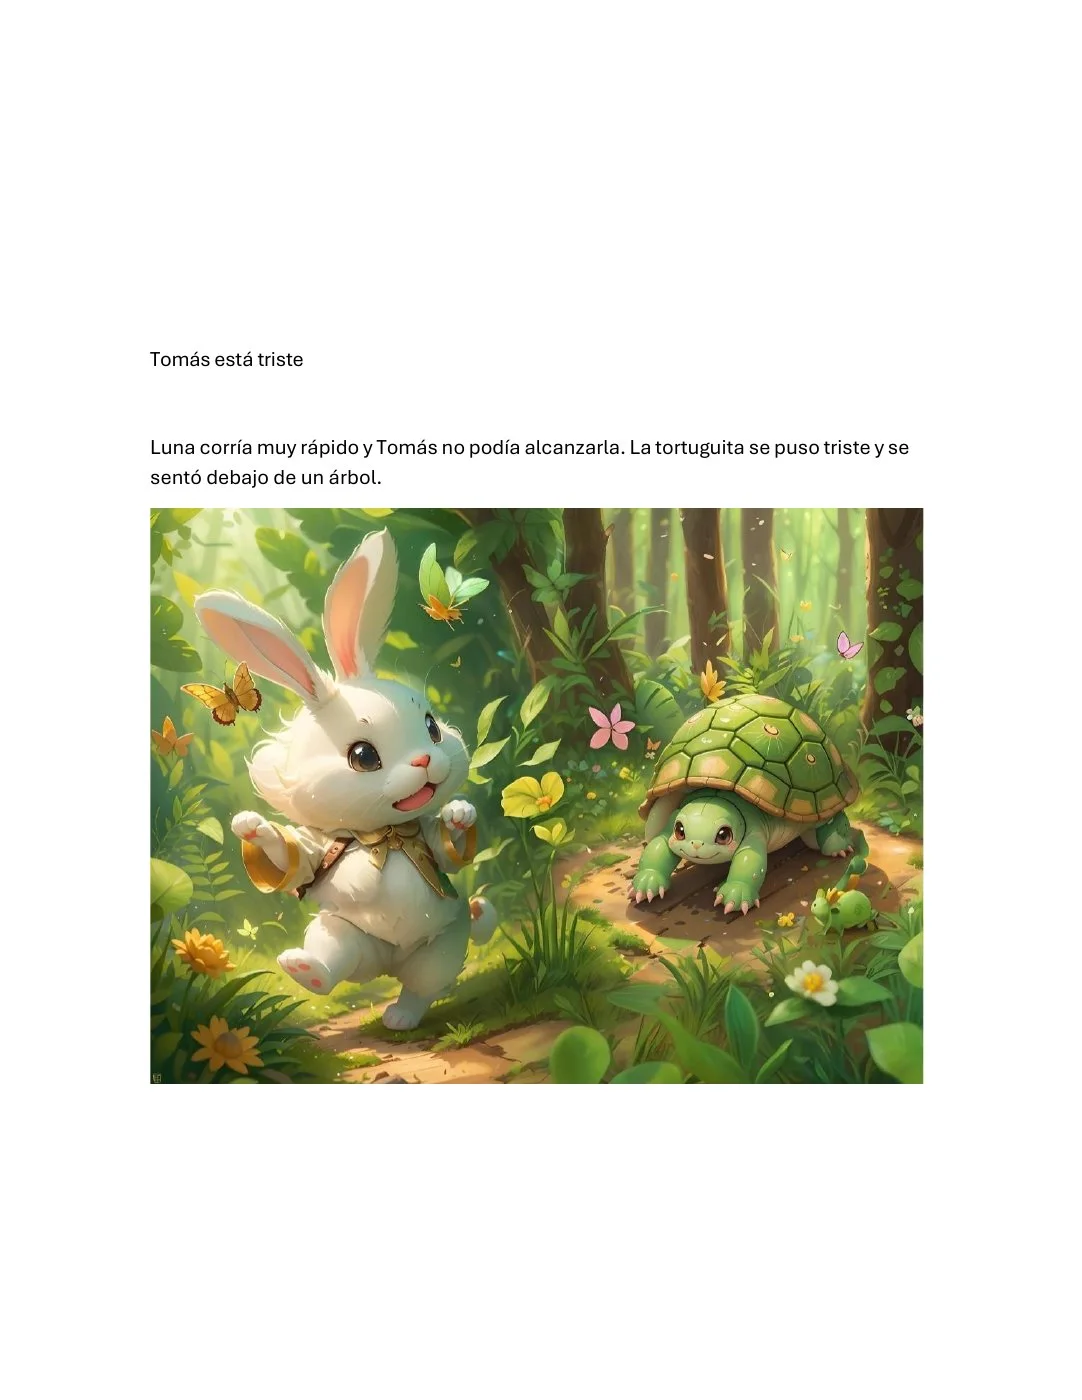 Tomás está triste
Luna corría muy rápido y Tomás no podía alcanzarla. La tortuguita se puso triste y se
sentó debajo de un árbol.